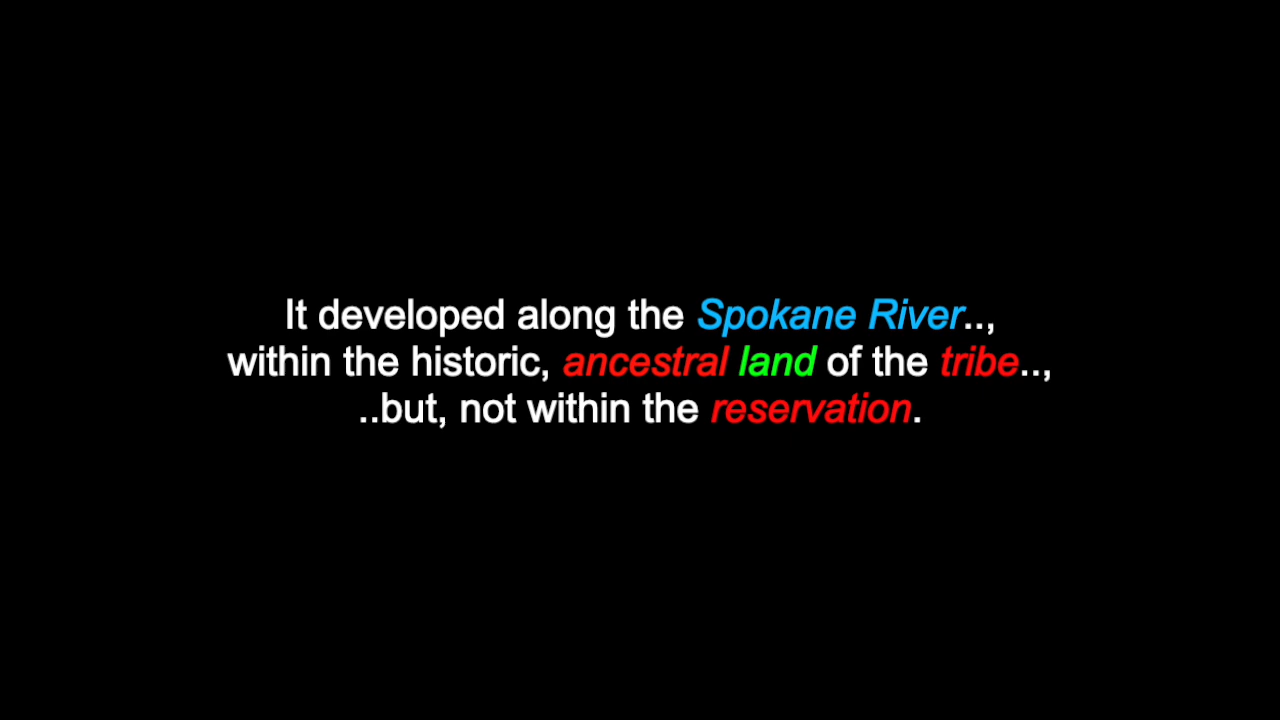 It developed along the Spokane River..,
within the historic, ancestral land of the tribe..,
..but, not within the reservation.